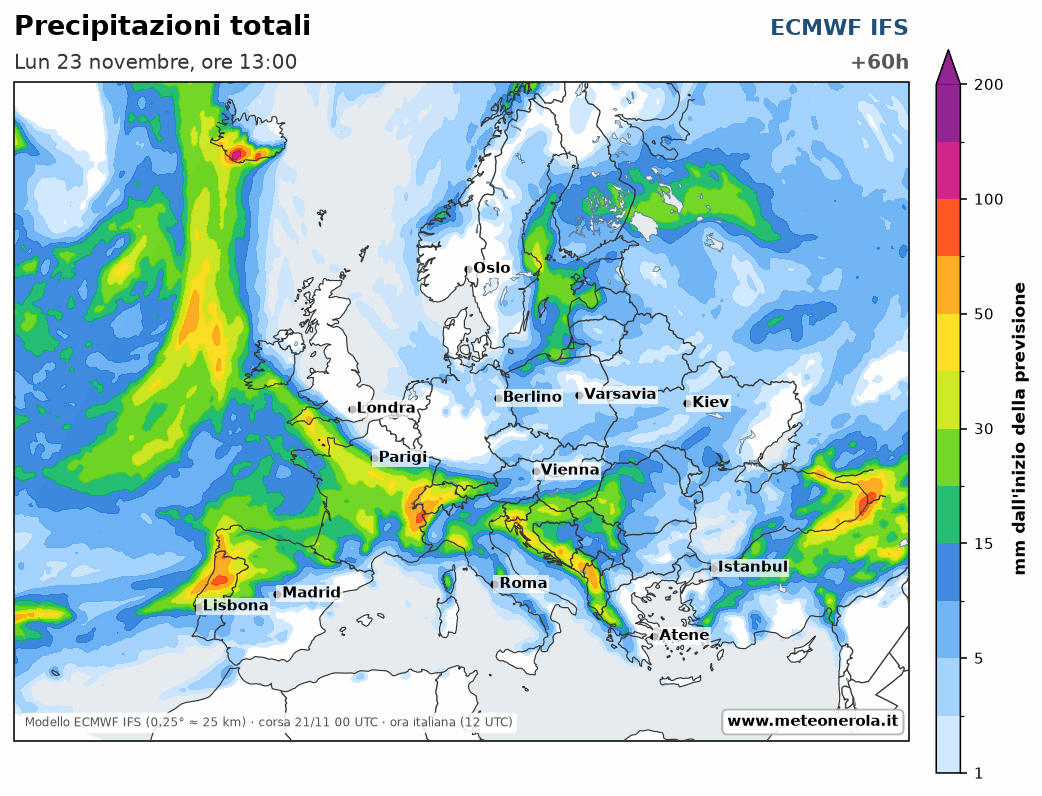 Precipitazioni totali
ECMWF IFS
Lun 23 novembre, ore 13:00
+60h
200
100
50
30
15
5
1
mm dall'inizio della previsione
Oslo
Londra
Berlino
Varsavia
Kiev
Parigi
Vienna
Istanbul
Roma
Madrid
Lisbona
Atene
Modello ECMWF IFS (0,25° ≈ 25 km) · corsa 21/11 00 UTC · ora italiana (12 UTC)
www.meteonerola.it